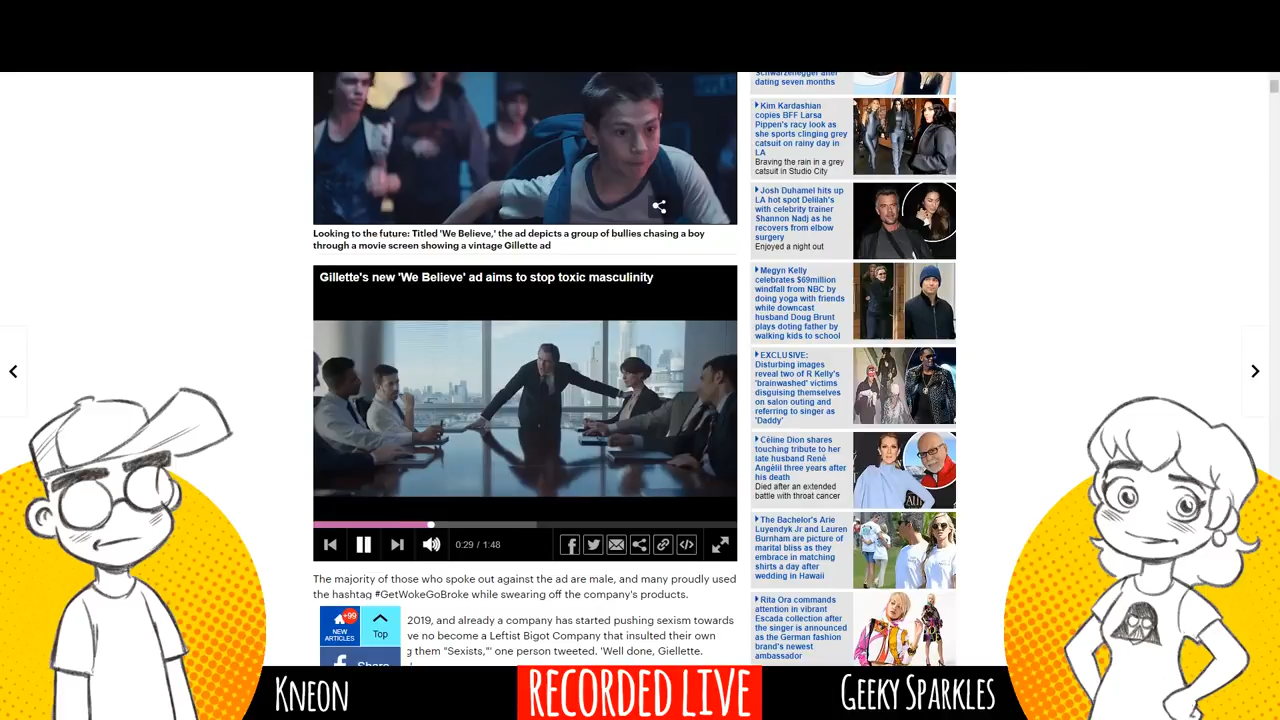 Looking to the future: Titled 'We Believe,' the ad depicts a group of bullies chasing a boy
through a movie screen showing a vintage Gillette ad
Gillette's new 'We Believe' ad aims to stop toxic masculinity
0:29 / 1:48
The majority of those who spoke out against the ad are male, and many proudly used
the hashtag #GetWokeGoBroke while swearing off the company's products.
+99
NEW
ARTICLES
Top
Share
2019, and already a company has started pushing sexism towards
ve no become a Leftist Bigot Company that insulted their own
g them "Sexists,"' one person tweeted. 'Well done, Giellette.
Schwarzenegger after
dating seven months
Kim Kardashian
copies BFF Larsa
Pippen's racy look as
she sports clinging grey
catsuit on rainy day in
LA
Braving the rain in a grey
catsuit in Studio City
Josh Duhamel hits up
LA hot spot Delilah's
with celebrity trainer
Shannon Nadj as he
recovers from elbow
surgery
Enjoyed a night out
Megyn Kelly
celebrates $69million
windfall from NBC by
doing yoga with friends
while downcast
husband Doug Brunt
plays doting father by
walking kids to school
EXCLUSIVE:
Disturbing images
reveal two of R Kelly's
'brainwashed' victims
disguising themselves
on salon outing and
referring to singer as
'Daddy'
Céline Dion shares
touching tribute to her
late husband René
Angélil three years after
his death
Died after an extended
battle with throat cancer
The Bachelor's Arie
Luyendyk Jr and Lauren
Burnham are picture of
marital bliss as they
embrace in matching
shirts a day after
wedding in Hawaii
Rita Ora commands
attention in vibrant
Escada collection after
the singer is announced
as the German fashion
brand's newest
ambassador
KNEON
RECORDED LIVE
GEEKY SPARKLES